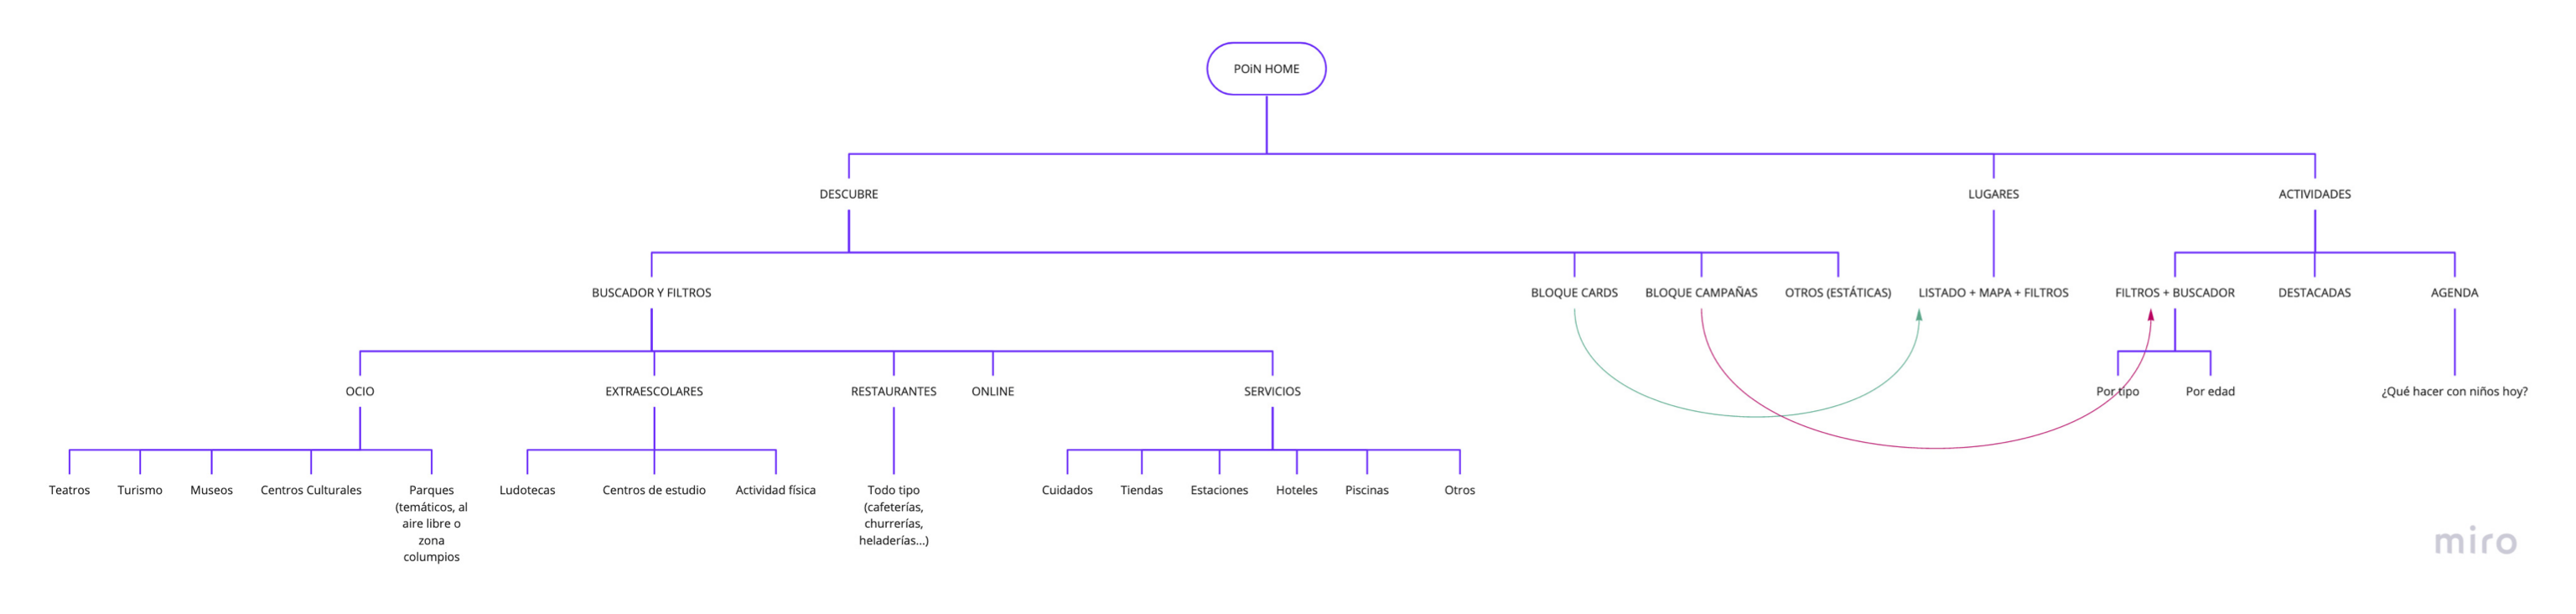 POiN HOME
DESCUBRE
LUGARES
ACTIVIDADES
BUSCADOR Y FILTROS
BLOQUE CARDS
BLOQUE CAMPAÑAS
OTROS (ESTÁTICAS)
LISTADO + MAPA + FILTROS
FILTROS + BUSCADOR
DESTACADAS
AGENDA
OCIO
EXTRAESCOLARES
RESTAURANTES
ONLINE
SERVICIOS
Por tipo
Por edad
¿Qué hacer con niños hoy?
Teatros
Turismo
Museos
Centros Culturales
Parques
(temáticos, al
aire libre o
zona
columpios
Ludotecas
Centros de estudio
Actividad física
Todo tipo
(cafeterías,
churrerías,
heladerías...)
Cuidados
Tiendas
Estaciones
Hoteles
Piscinas
Otros
miro